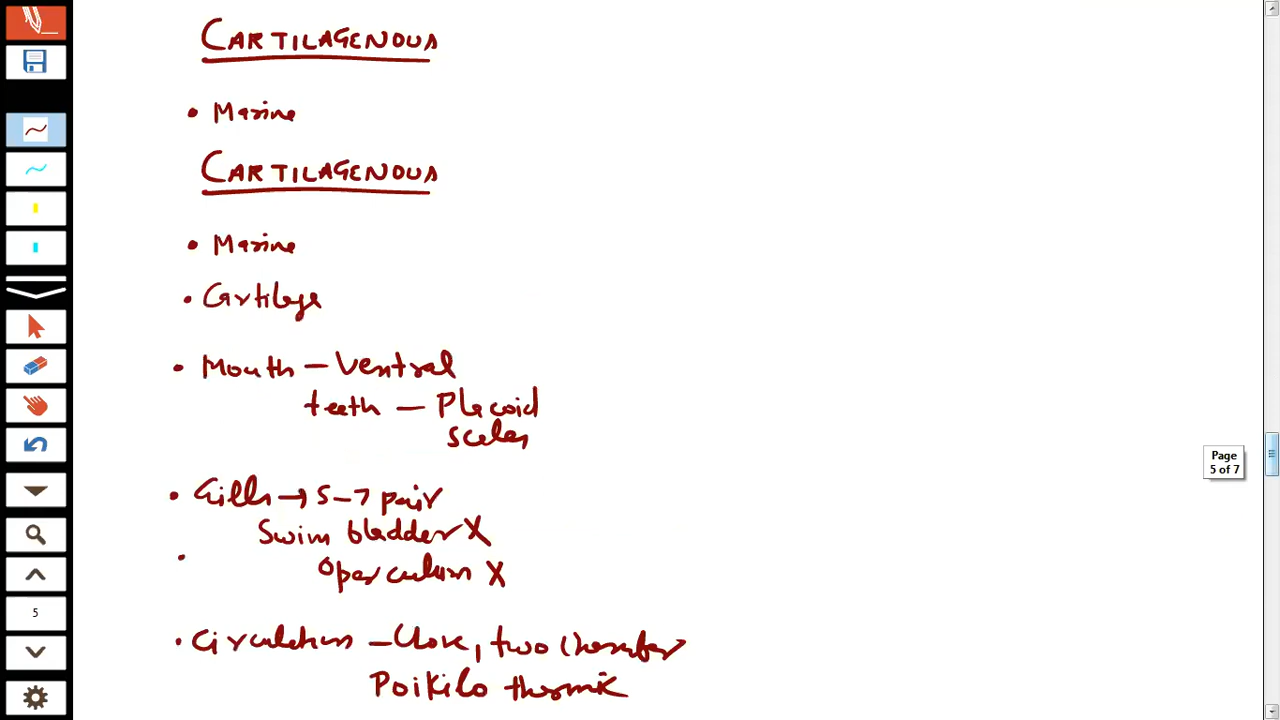 CARTILAGENOUS
• Marine
CARTILAGENOUS
• Marine
• Cartilage
• Mouth – Ventral
teeth – Placoid
scales
• Gills → 5–7 pair
Swim bladder X
• Operculum X
• Circulation – Close, two chamber
Poikilo thermic
Page
5 of 7
5